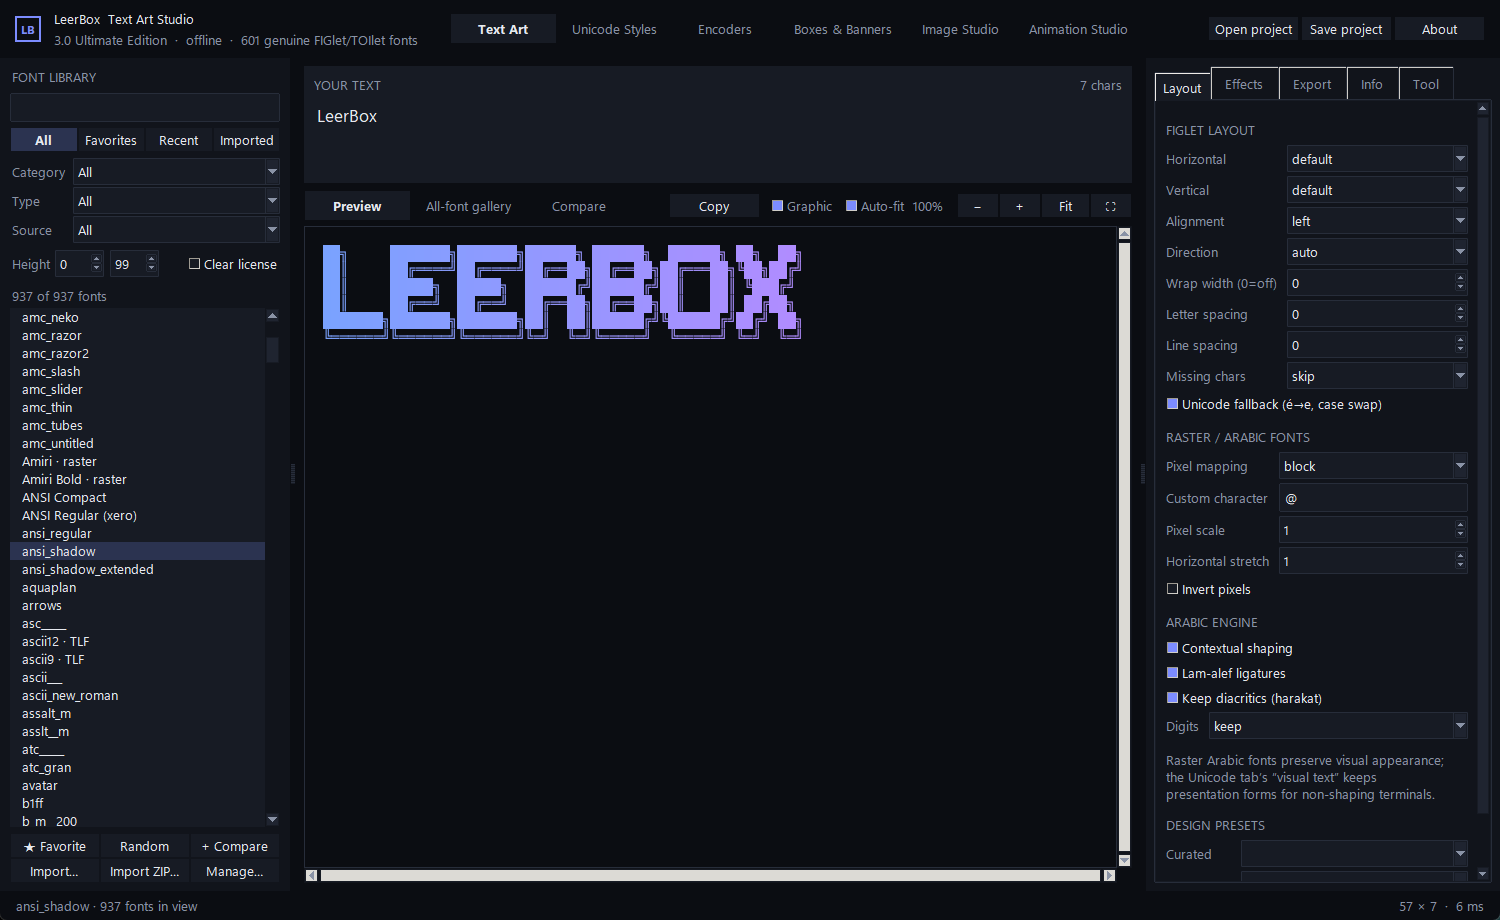 LB
LeerBox Text Art Studio
3.0 Ultimate Edition · offline · 601 genuine FIGlet/TOIlet fonts
Text Art
Unicode Styles
Encoders
Boxes & Banners
Image Studio
Animation Studio
Open project
Save project
About
FONT LIBRARY
All
Favorites
Recent
Imported
Category All
Type All
Source All
Height 0 99 Clear license
937 of 937 fonts
amc_neko
amc_razor
amc_razor2
amc_slash
amc_slider
amc_thin
amc_tubes
amc_untitled
Amiri · raster
Amiri Bold · raster
ANSI Compact
ANSI Regular (xero)
ansi_regular
ansi_shadow
ansi_shadow_extended
aquaplan
arrows
asc____
ascii12 · TLF
ascii9 · TLF
ascii__
ascii_new_roman
assalt_m
asslt__m
atc____
atc_gran
avatar
b1ff
b_m_200
★ Favorite
Random
+ Compare
Import...
Import ZIP...
Manage...
YOUR TEXT
7 chars
LeerBox
Preview
All-font gallery
Compare
Copy
Graphic
Auto-fit 100%
−
+
Fit
LEERBOX
Layout
Effects
Export
Info
Tool
FIGLET LAYOUT
Horizontal default
Vertical default
Alignment left
Direction auto
Wrap width (0=off) 0
Letter spacing 0
Line spacing 0
Missing chars skip
Unicode fallback (é→e, case swap)
RASTER / ARABIC FONTS
Pixel mapping block
Custom character @
Pixel scale 1
Horizontal stretch 1
Invert pixels
ARABIC ENGINE
Contextual shaping
Lam-alef ligatures
Keep diacritics (harakat)
Digits keep
Raster Arabic fonts preserve visual appearance;
the Unicode tab's "visual text" keeps
presentation forms for non-shaping terminals.
DESIGN PRESETS
Curated
ansi_shadow · 937 fonts in view
57 × 7 · 6 ms